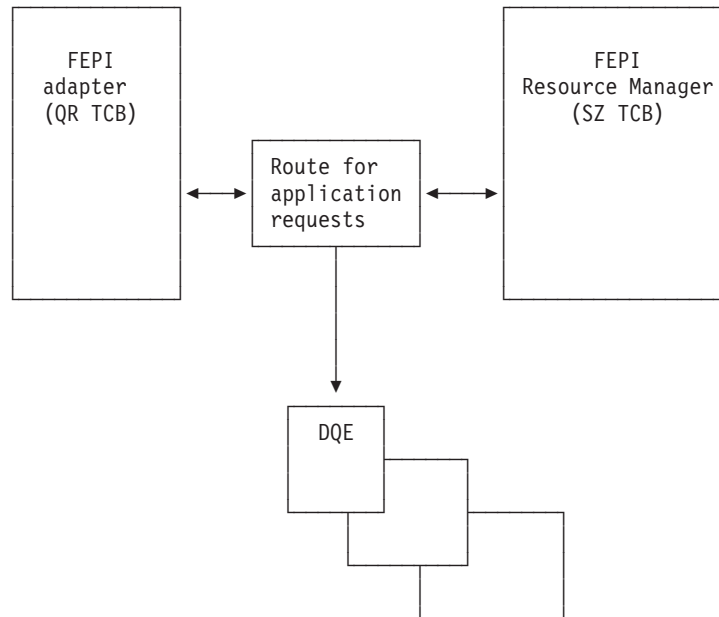 FEPI
adapter
(QR TCB)
FEPI
Resource Manager
(SZ TCB)
Route for
application
requests
DQE